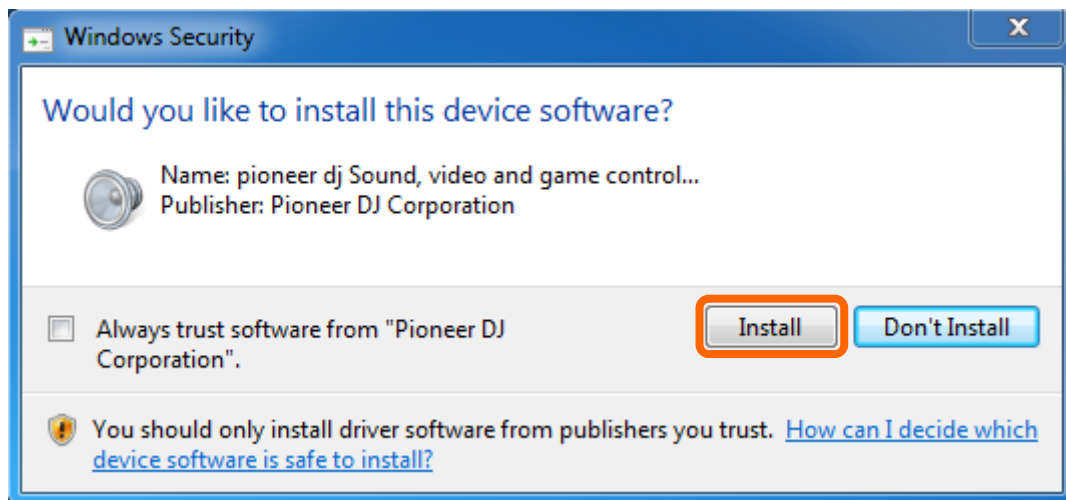 Windows Security
X
Would you like to install this device software?
Name: pioneer dj Sound, video and game control...
Publisher: Pioneer DJ Corporation
Always trust software from "Pioneer DJ
Corporation".
Install
Don't Install
You should only install driver software from publishers you trust. How can I decide which
device software is safe to install?